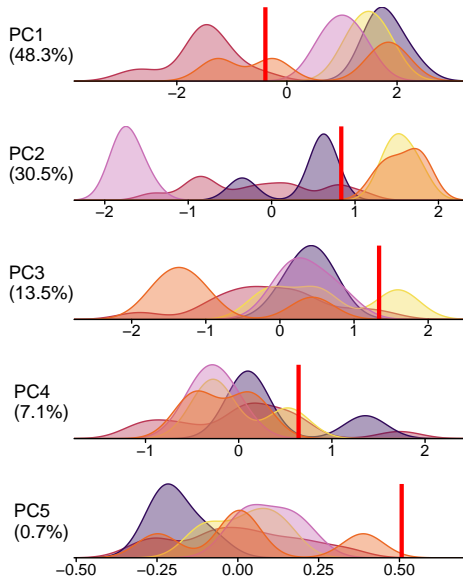 PC1
(48.3%)
−2 0 2
PC2
(30.5%)
−2 −1 0 1 2
PC3
(13.5%)
−2 −1 0 1 2
PC4
(7.1%)
−1 0 1 2
PC5
(0.7%)
−0.50 −0.25 0.00 0.25 0.50